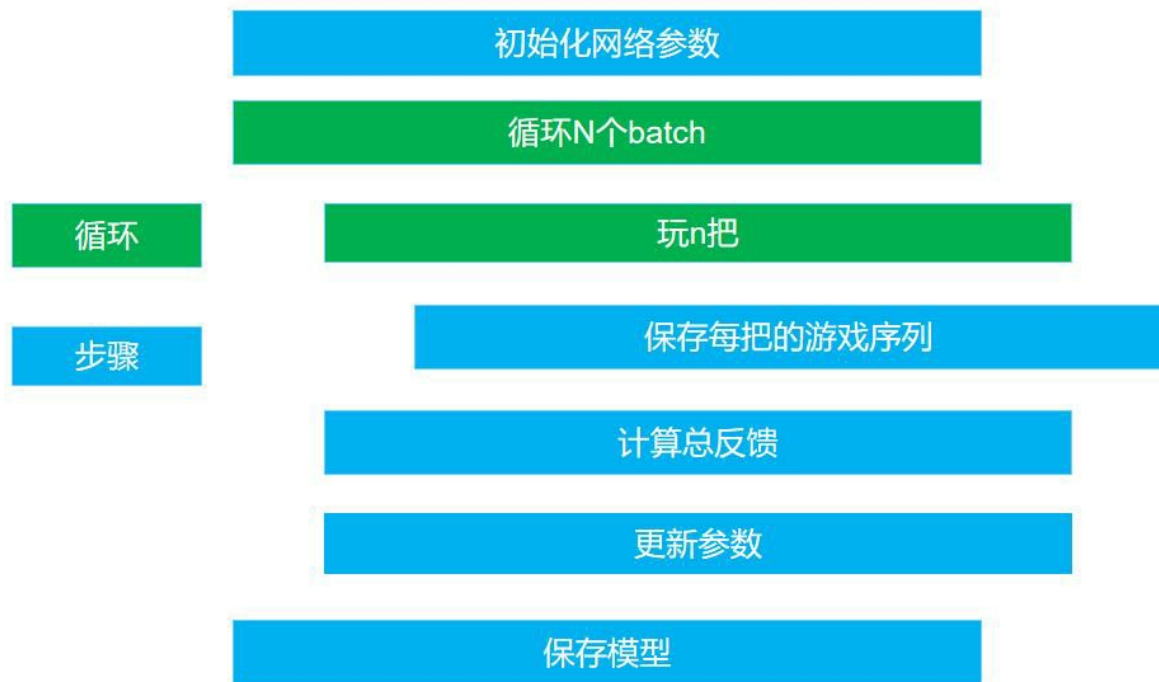 初始化网络参数
循环N个batch
循环
玩n把
步骤
保存每把的游戏序列
计算总反馈
更新参数
保存模型